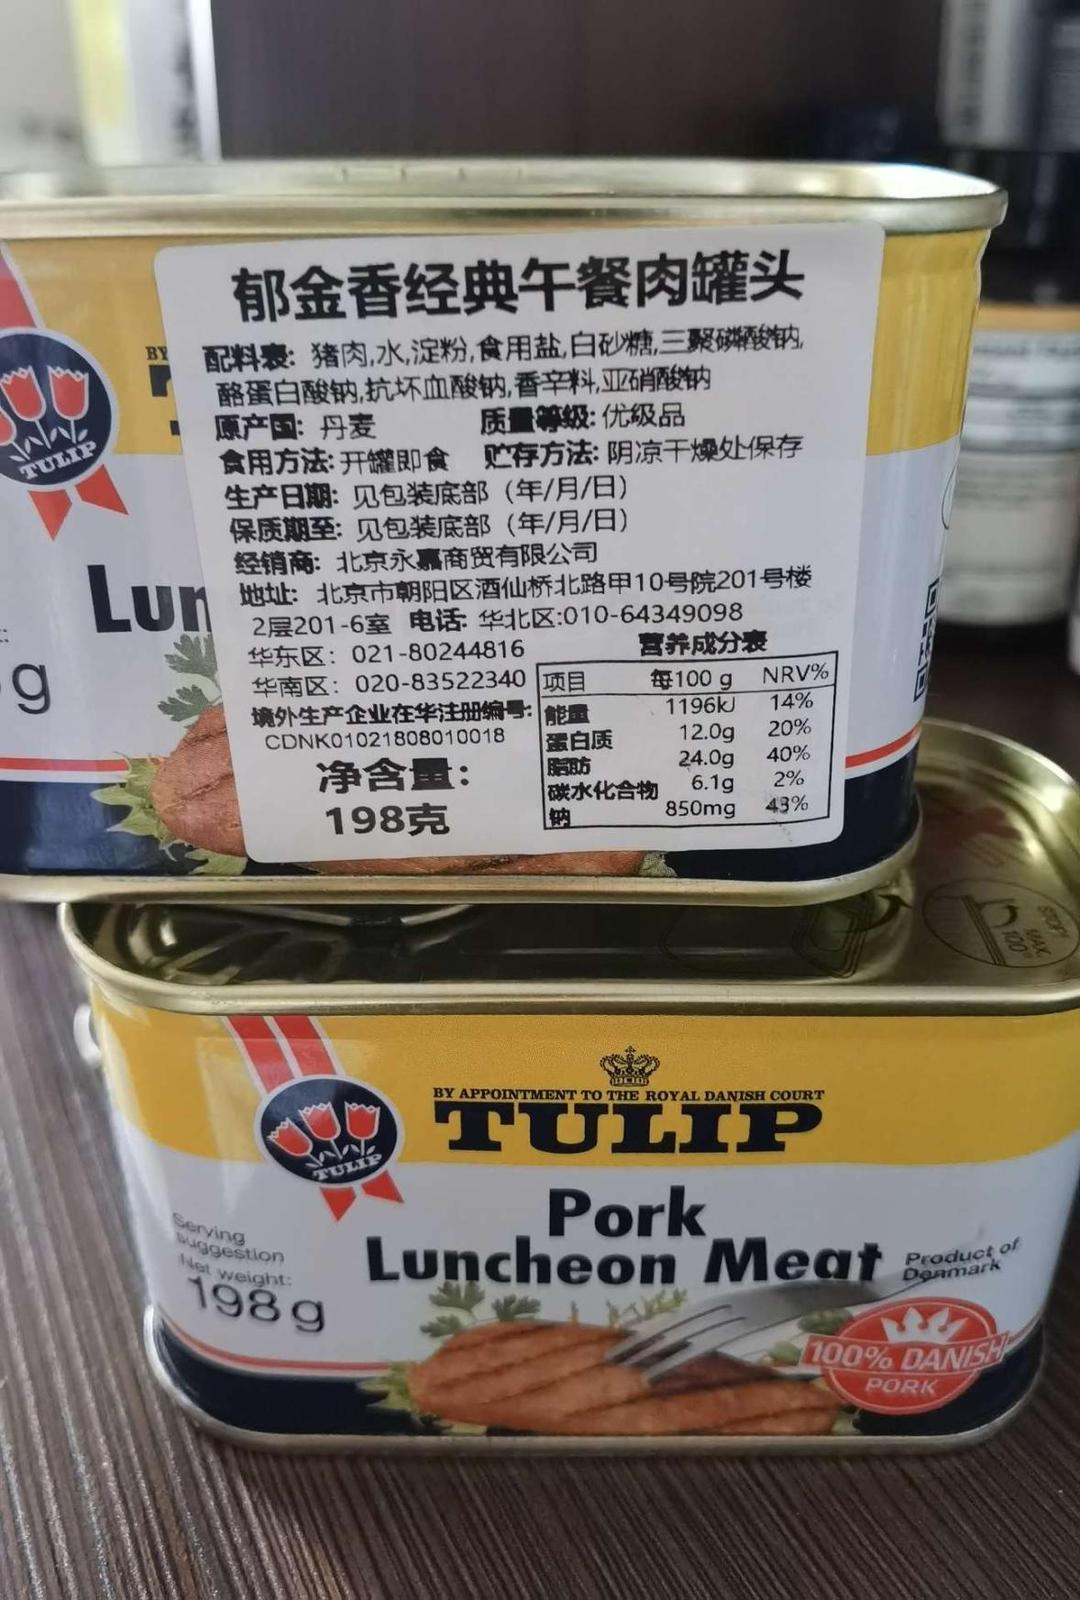 郁金香经典午餐肉罐头
配料表: 猪肉,水,淀粉,食用盐,白砂糖,三聚磷酸钠,
酪蛋白酸钠,抗坏血酸钠,香辛料,亚硝酸钠
原产国: 丹麦 质量等级: 优级品
食用方法: 开罐即食 贮存方法: 阴凉干燥处保存
生产日期: 见包装底部（年/月/日）
保质期至: 见包装底部（年/月/日）
经销商: 北京永嘉商贸有限公司
地址: 北京市朝阳区酒仙桥北路甲10号院201号楼
2层201-6室 电话: 华北区:010-64349098
华东区: 021-80244816
华南区: 020-83522340
境外生产企业在华注册编号:
CDNK01021808010018
净含量:
198克
营养成分表
项目 每100 g NRV%
能量 1196kJ 14%
蛋白质 12.0g 20%
脂肪 24.0g 40%
碳水化合物 6.1g 2%
钠 850mg 43%
BY
TULIP
Lun
g
STOP!
MAX
100°
BY APPOINTMENT TO THE ROYAL DANISH COURT
TULIP
TULIP
Pork
Luncheon Meat
Product of
Denmark
Serving
suggestion
Net weight:
198 g
100% DANISH
PORK